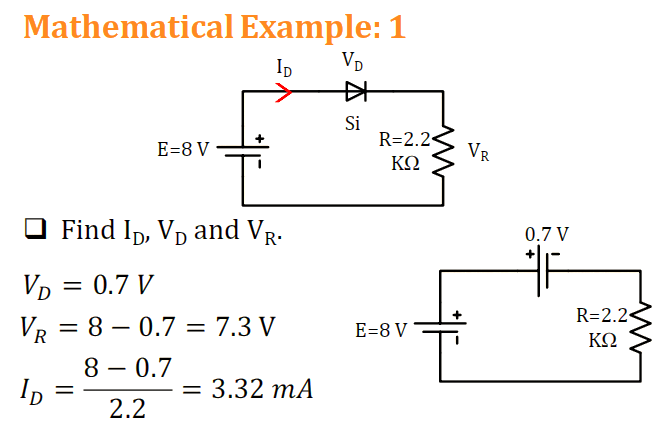 Mathematical Example: 1
I_D
V_D
Si
E=8 V
+
R=2.2
KΩ
V_R
❑ Find I_D, V_D and V_R.
V_D = 0.7 V
V_R = 8 − 0.7 = 7.3 V
I_D = (8 − 0.7) / 2.2 = 3.32 mA
0.7 V
+ −
E=8 V
+
R=2.2
KΩ